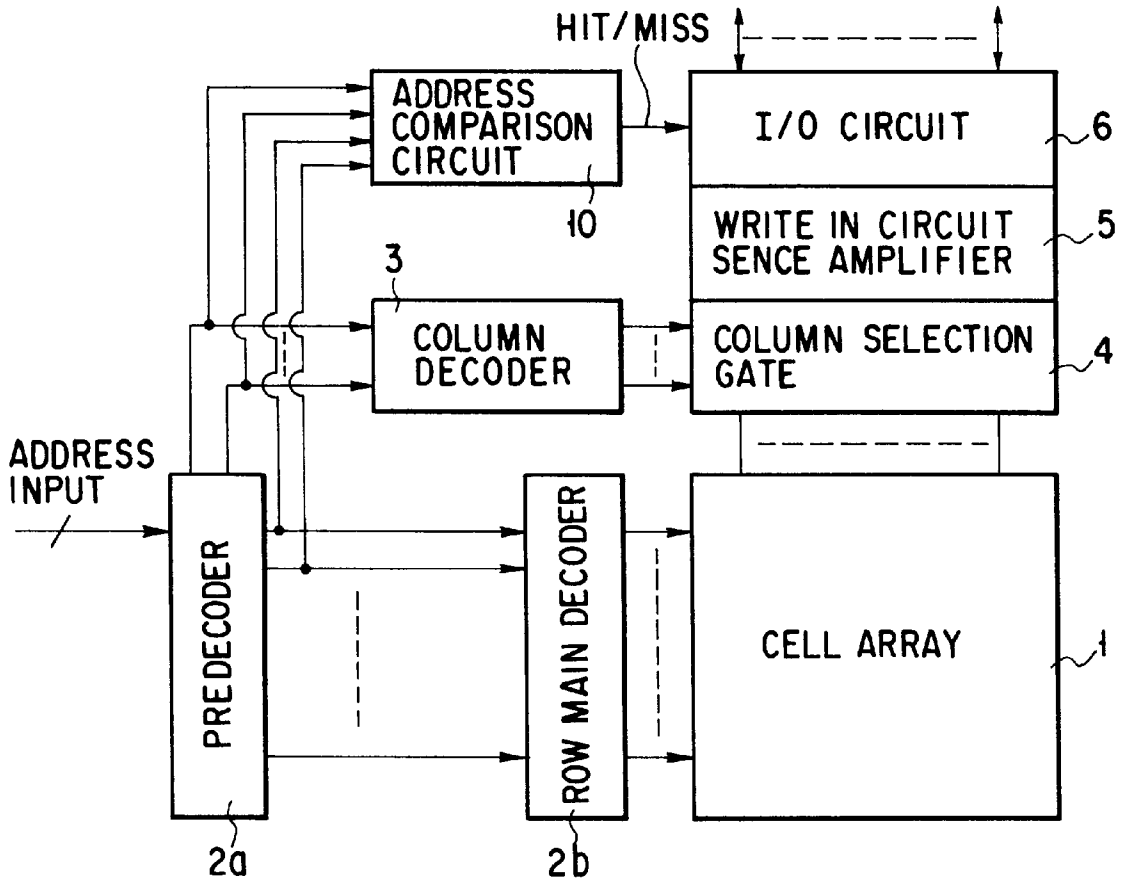 HIT/MISS
ADDRESS
COMPARISON
CIRCUIT
10
I/O CIRCUIT
6
WRITE IN CIRCUIT
SENCE AMPLIFIER
5
3
COLUMN
DECODER
COLUMN SELECTION
GATE
4
ADDRESS
INPUT
PREDECODER
2a
ROW MAIN DECODER
2b
CELL ARRAY
1